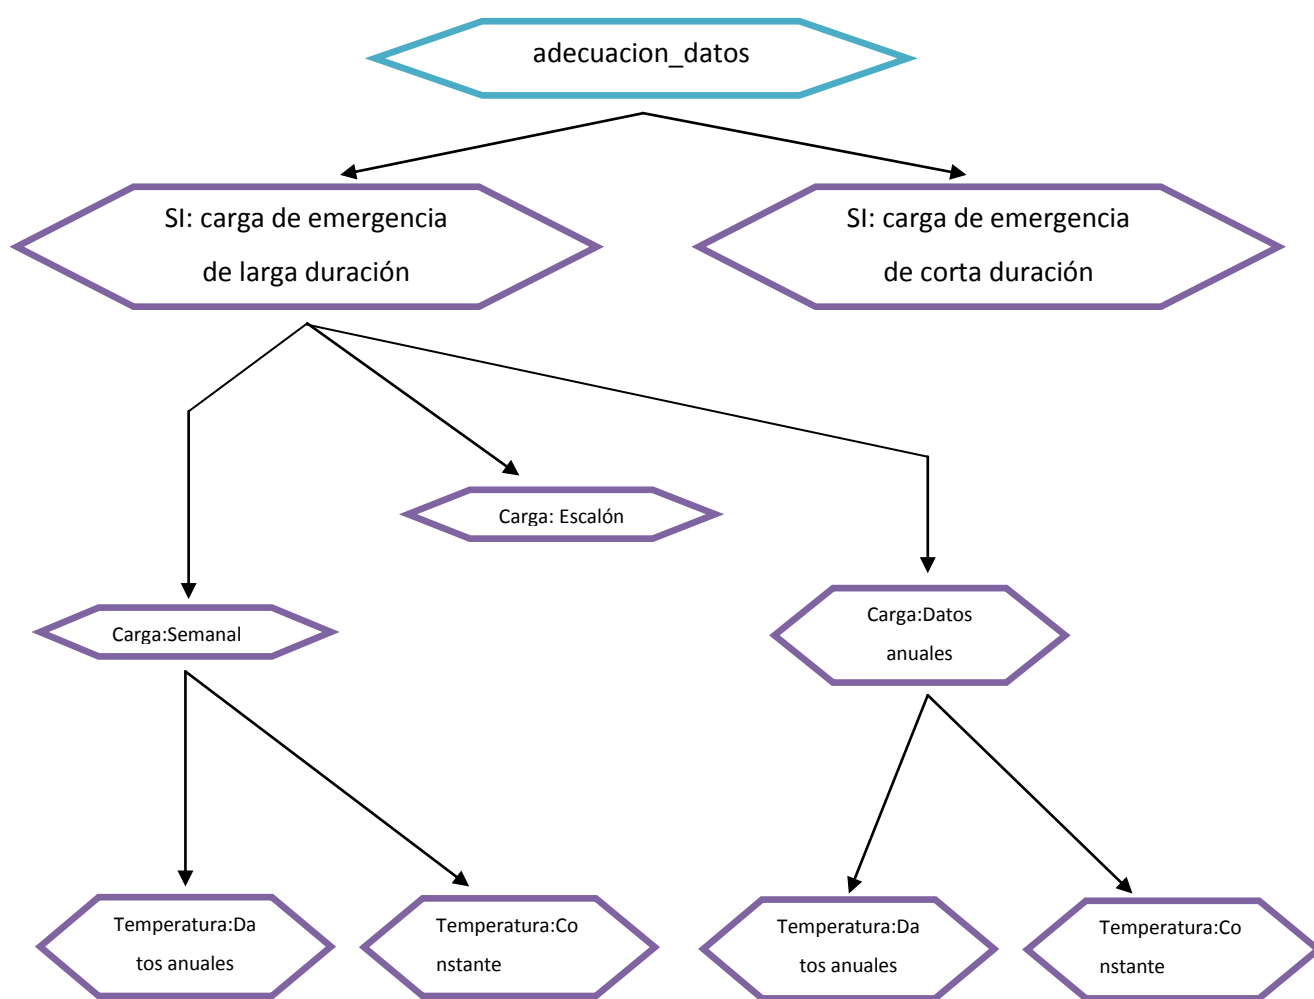 adecuacion_datos
SI: carga de emergencia
de larga duración
SI: carga de emergencia
de corta duración
Carga: Escalón
Carga:Semanal
Carga:Datos
anuales
Temperatura:Da
tos anuales
Temperatura:Co
nstante
Temperatura:Da
tos anuales
Temperatura:Co
nstante